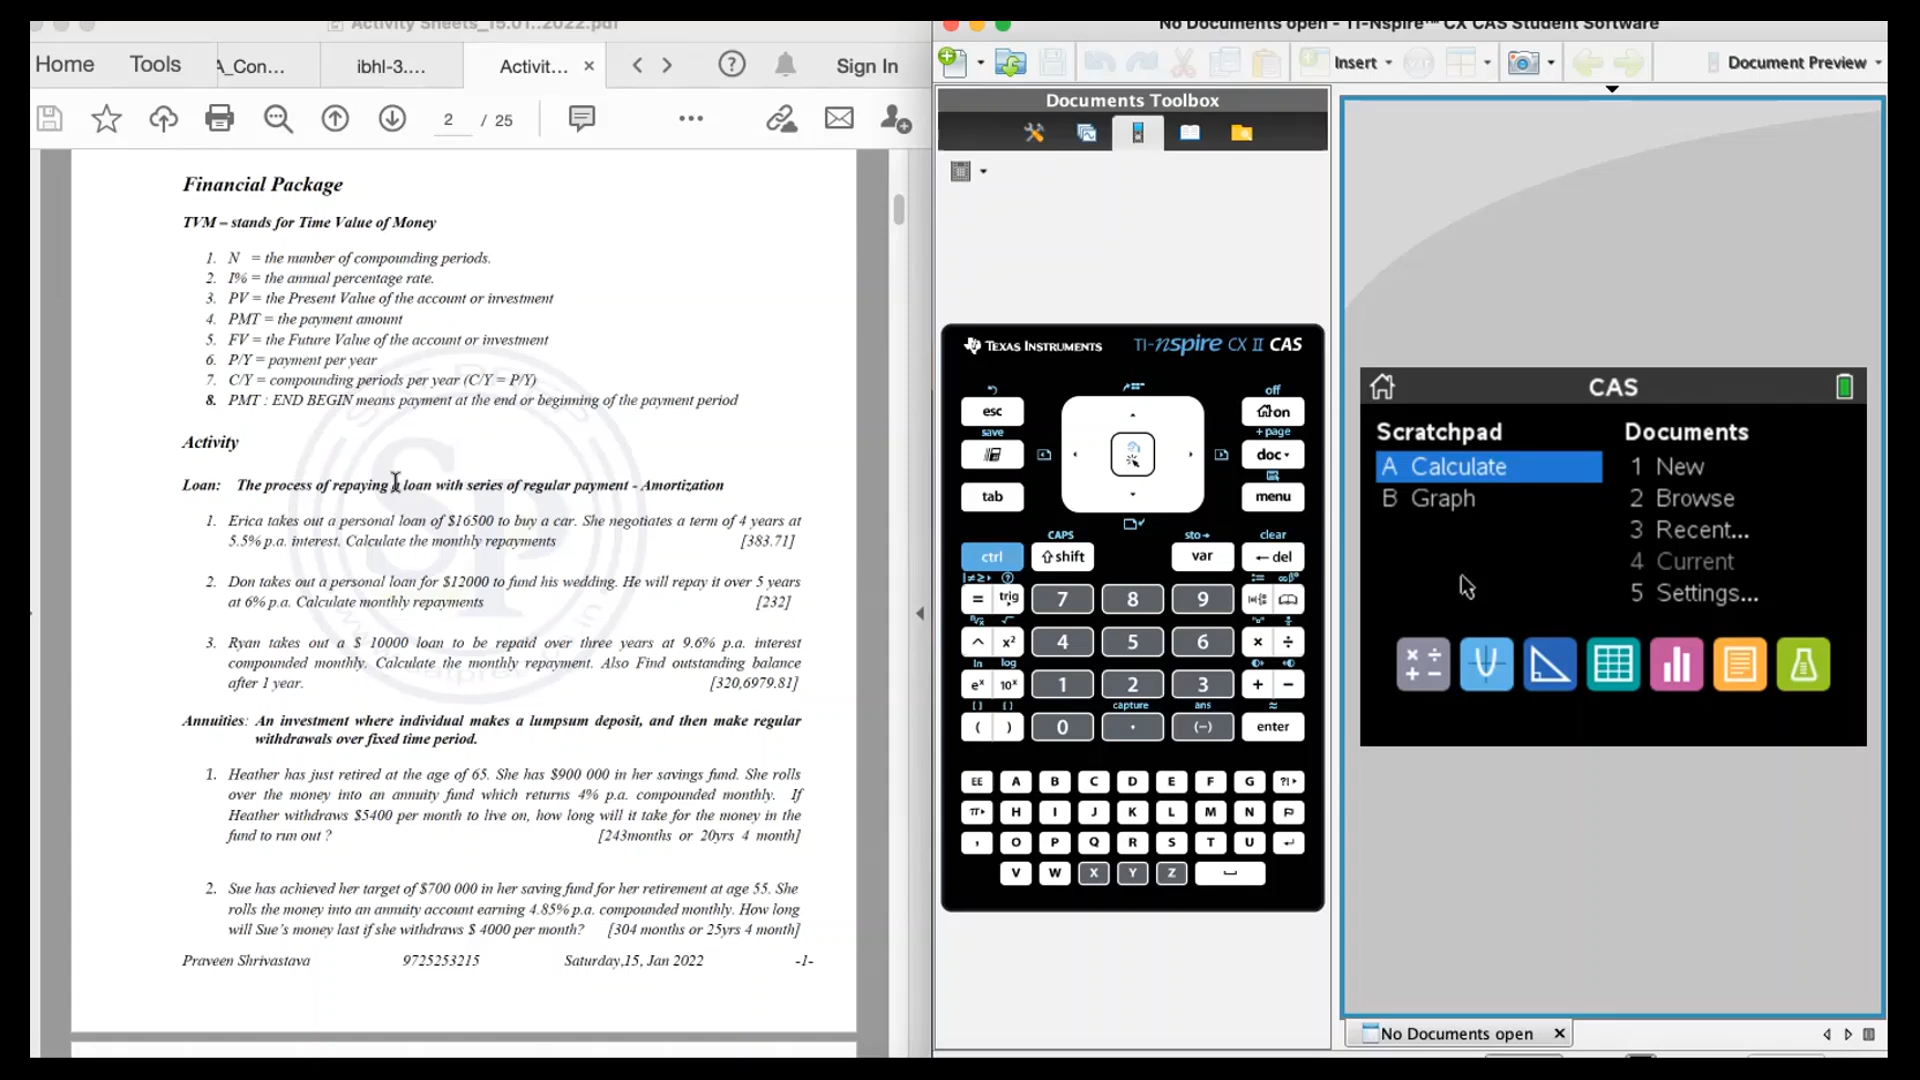 Activity Sheets_15.01..2022.pdf
No Documents open - TI-Nspire™ CX CAS Student Software
Home Tools A_Con... ibhl-3.... Activit... × Sign In
2 / 25
Insert
Document Preview
Documents Toolbox
Financial Package
TVM – stands for Time Value of Money
1. N = the number of compounding periods.
2. I% = the annual percentage rate.
3. PV = the Present Value of the account or investment
4. PMT = the payment amount
5. FV = the Future Value of the account or investment
6. P/Y = payment per year
7. C/Y = compounding periods per year (C/Y = P/Y)
8. PMT : END BEGIN means payment at the end or beginning of the payment period
Activity
Loan: The process of repaying a loan with series of regular payment - Amortization
1. Erica takes out a personal loan of $16500 to buy a car. She negotiates a term of 4 years at
5.5% p.a. interest. Calculate the monthly repayments [383.71]
2. Don takes out a personal loan for $12000 to fund his wedding. He will repay it over 5 years
at 6% p.a. Calculate monthly repayments [232]
3. Ryan takes out a $ 10000 loan to be repaid over three years at 9.6% p.a. interest
compounded monthly. Calculate the monthly repayment. Also Find outstanding balance
after 1 year. [320,6979.81]
Annuities: An investment where individual makes a lumpsum deposit, and then make regular
withdrawals over fixed time period.
1. Heather has just retired at the age of 65. She has $900 000 in her savings fund. She rolls
over the money into an annuity fund which returns 4% p.a. compounded monthly. If
Heather withdraws $5400 per month to live on, how long will it take for the money in the
fund to run out ? [243months or 20yrs 4 month]
2. Sue has achieved her target of $700 000 in her saving fund for her retirement at age 55. She
rolls the money into an annuity account earning 4.85% p.a. compounded monthly. How long
will Sue's money last if she withdraws $ 4000 per month? [304 months or 25yrs 4 month]
Praveen Shrivastava 9725253215 Saturday,15, Jan 2022 -1-
TEXAS INSTRUMENTS TI-nspire CX II CAS
off
esc on
save + page
doc
tab menu
CAPS sto→ clear
ctrl shift var ←del
= trig 7 8 9
^ x² 4 5 6 × ÷
ln log
eˣ 10ˣ 1 2 3 + −
[ ] { } capture ans ≈
( ) 0 . (−) enter
EE A B C D E F G ?!▸
π▸ H I J K L M N
, O P Q R S T U
V W X Y Z
CAS
Scratchpad Documents
A Calculate 1 New
B Graph 2 Browse
3 Recent...
4 Current
5 Settings...
No Documents open ×